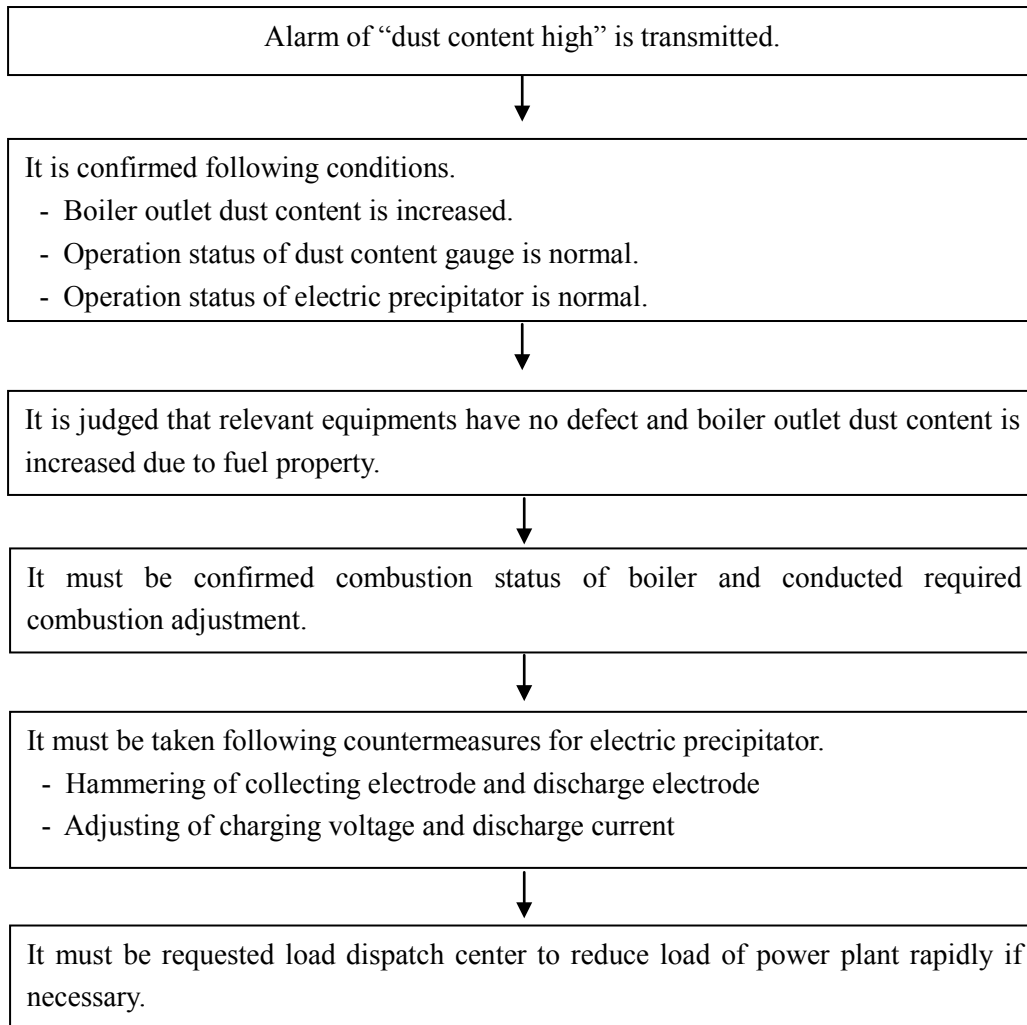 Alarm of “dust content high” is transmitted.
It is confirmed following conditions.
- Boiler outlet dust content is increased.
- Operation status of dust content gauge is normal.
- Operation status of electric precipitator is normal.
It is judged that relevant equipments have no defect and boiler outlet dust content is
increased due to fuel property.
It must be confirmed combustion status of boiler and conducted required
combustion adjustment.
It must be taken following countermeasures for electric precipitator.
- Hammering of collecting electrode and discharge electrode
- Adjusting of charging voltage and discharge current
It must be requested load dispatch center to reduce load of power plant rapidly if
necessary.